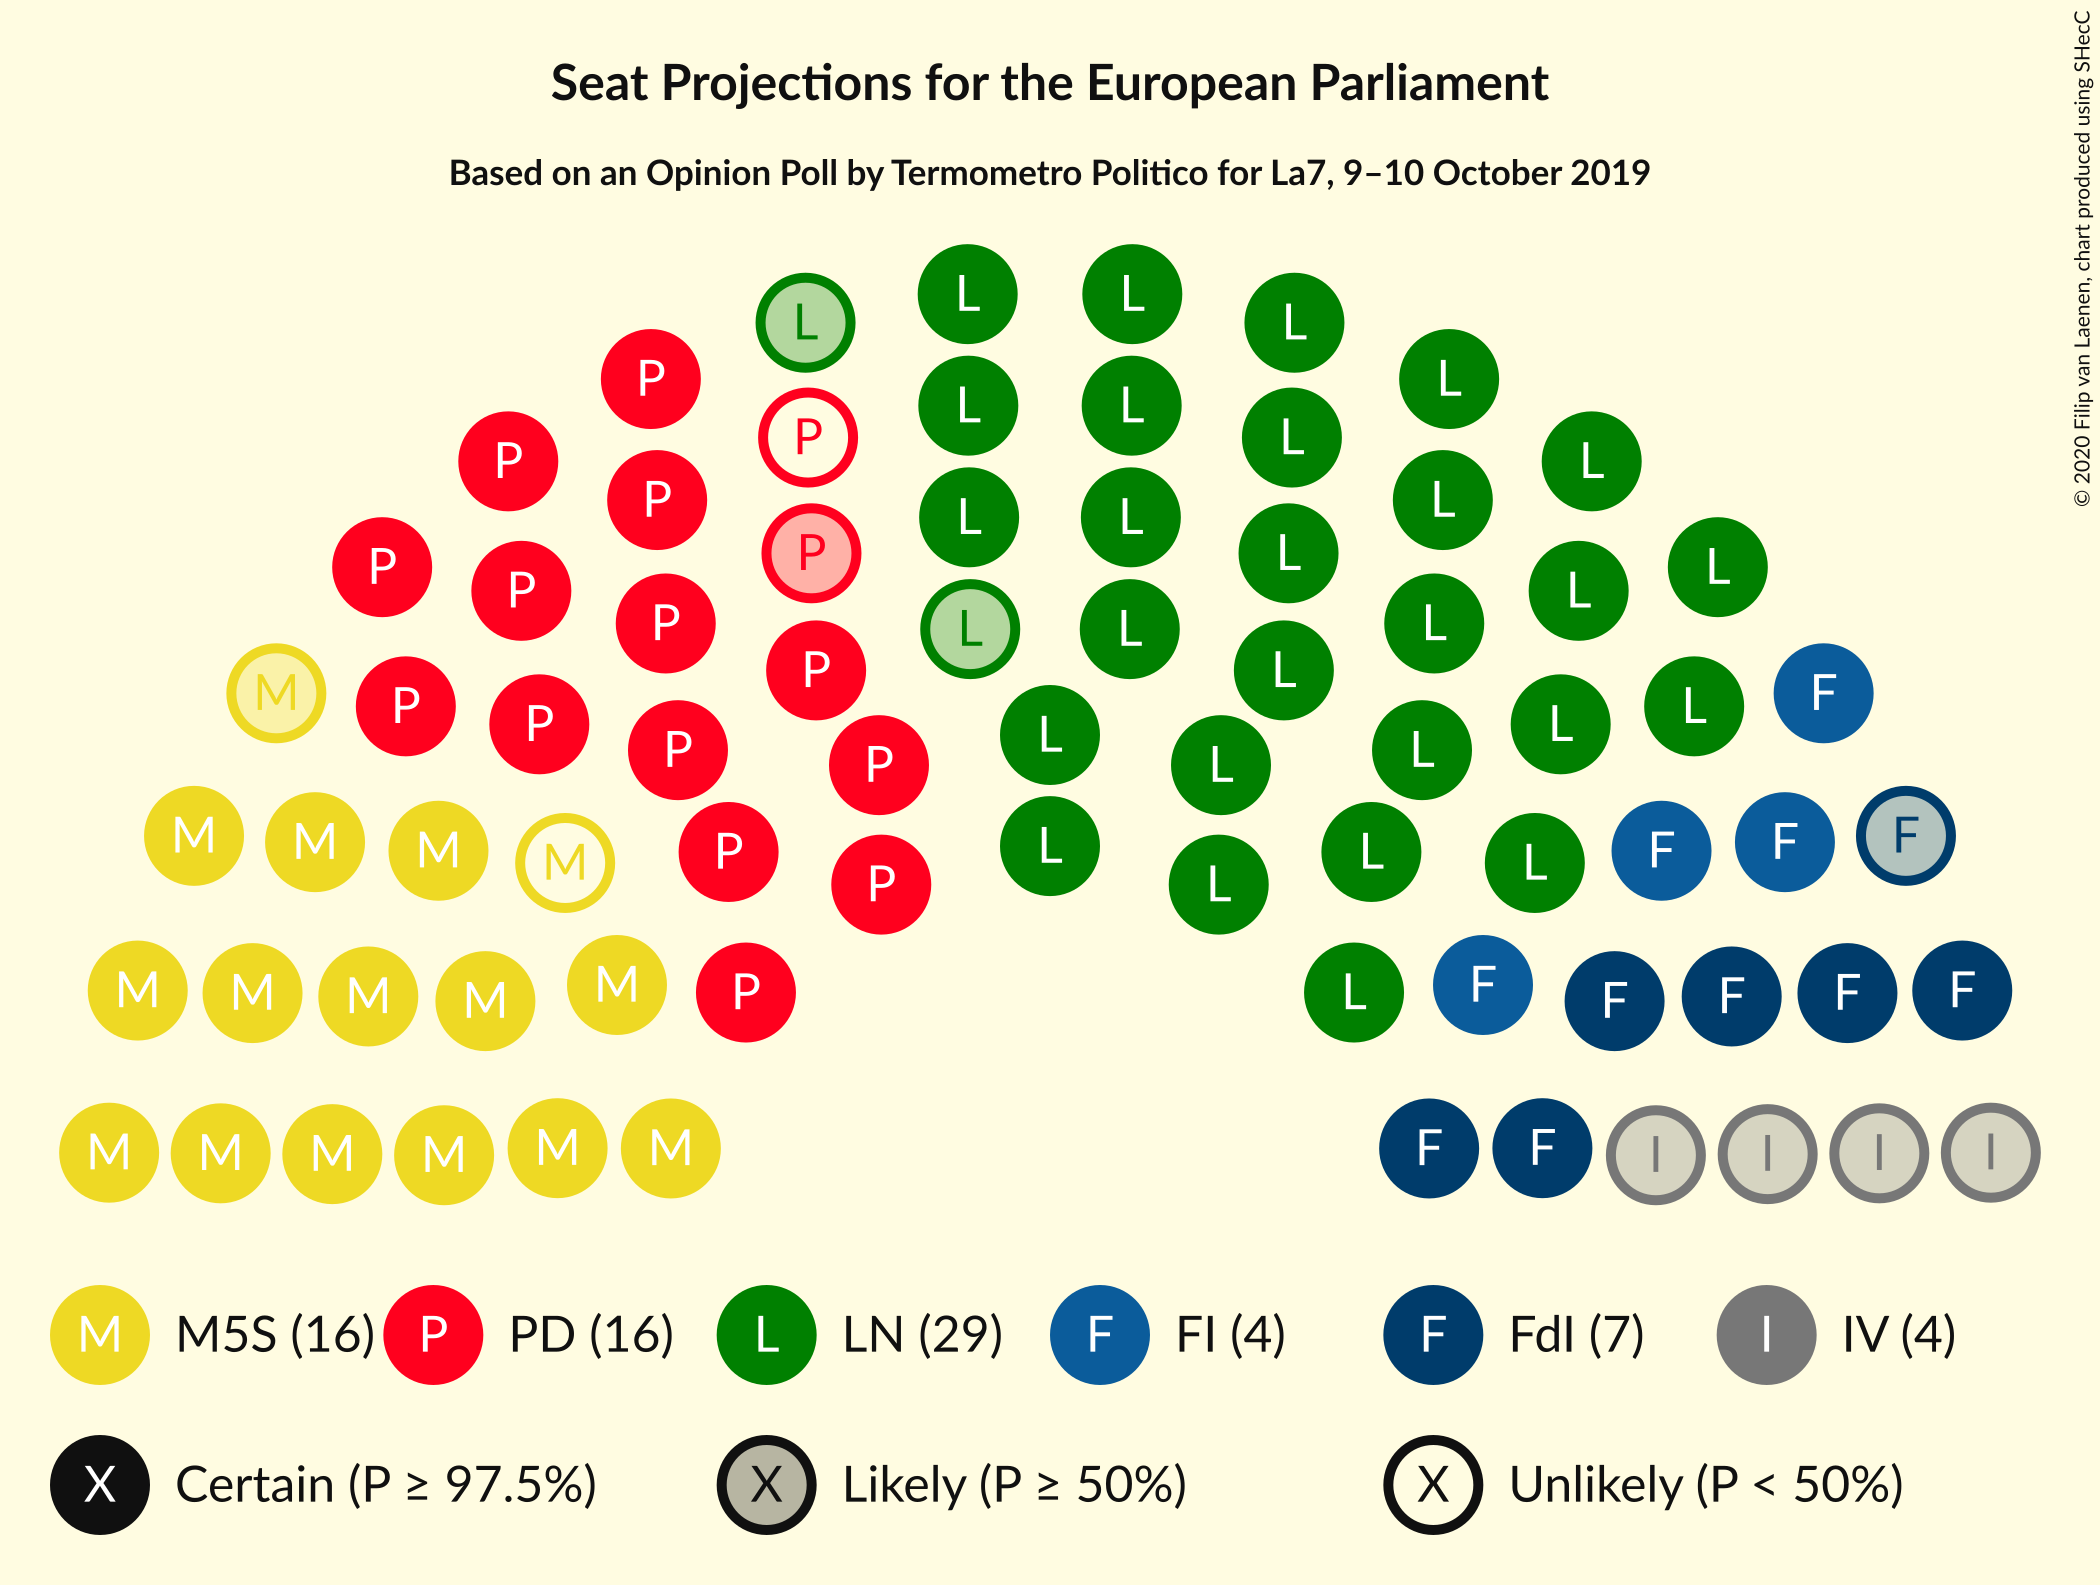 Seat Projections for the European Parliament
Based on an Opinion Poll by Termometro Politico for La7, 9–10 October 2019
© 2020 Filip van Laenen, chart produced using SHecC
L L L L
P L
P P L L L L
P P L
P L L L
P P L L
P P L L
P L L L
M P P P L L L F
P L L
P L
M M M M P L L F F F
P L L
M M M M M P L F F F F F
M M M M M M F F I I I I
M M5S (16) P PD (16) L LN (29) F FI (4) F FdI (7) I IV (4)
X Certain (P ≥ 97.5%) X Likely (P ≥ 50%) X Unlikely (P < 50%)